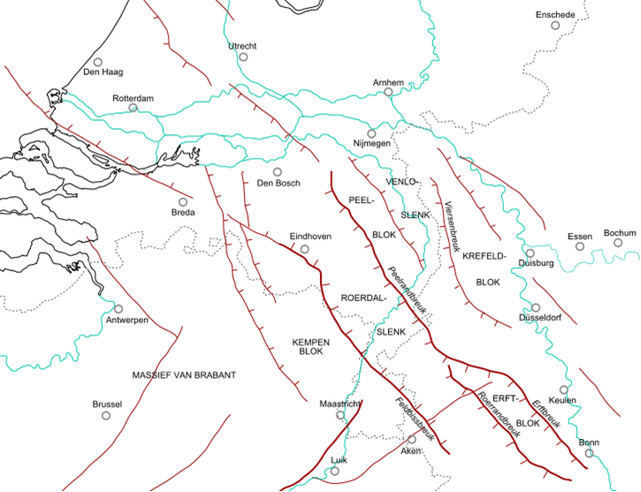 Enschede
Utrecht
Den Haag
Arnhem
Rotterdam
Nijmegen
Den Bosch
VENLO-
SLENK
PEEL-
BLOK
Breda
Viersenbreuk
Eindhoven
Essen
Bochum
KREFELD-
BLOK
Duisburg
Peelrandbreuk
ROERDAL-
SLENK
Antwerpen
Düsseldorf
KEMPEN
BLOK
MASSIEF VAN BRABANT
Brussel
Maastricht
Feldbissbreuk
ERFT-
BLOK
Roerrandbreuk
Erftbreuk
Keulen
Aken
Bonn
Luik